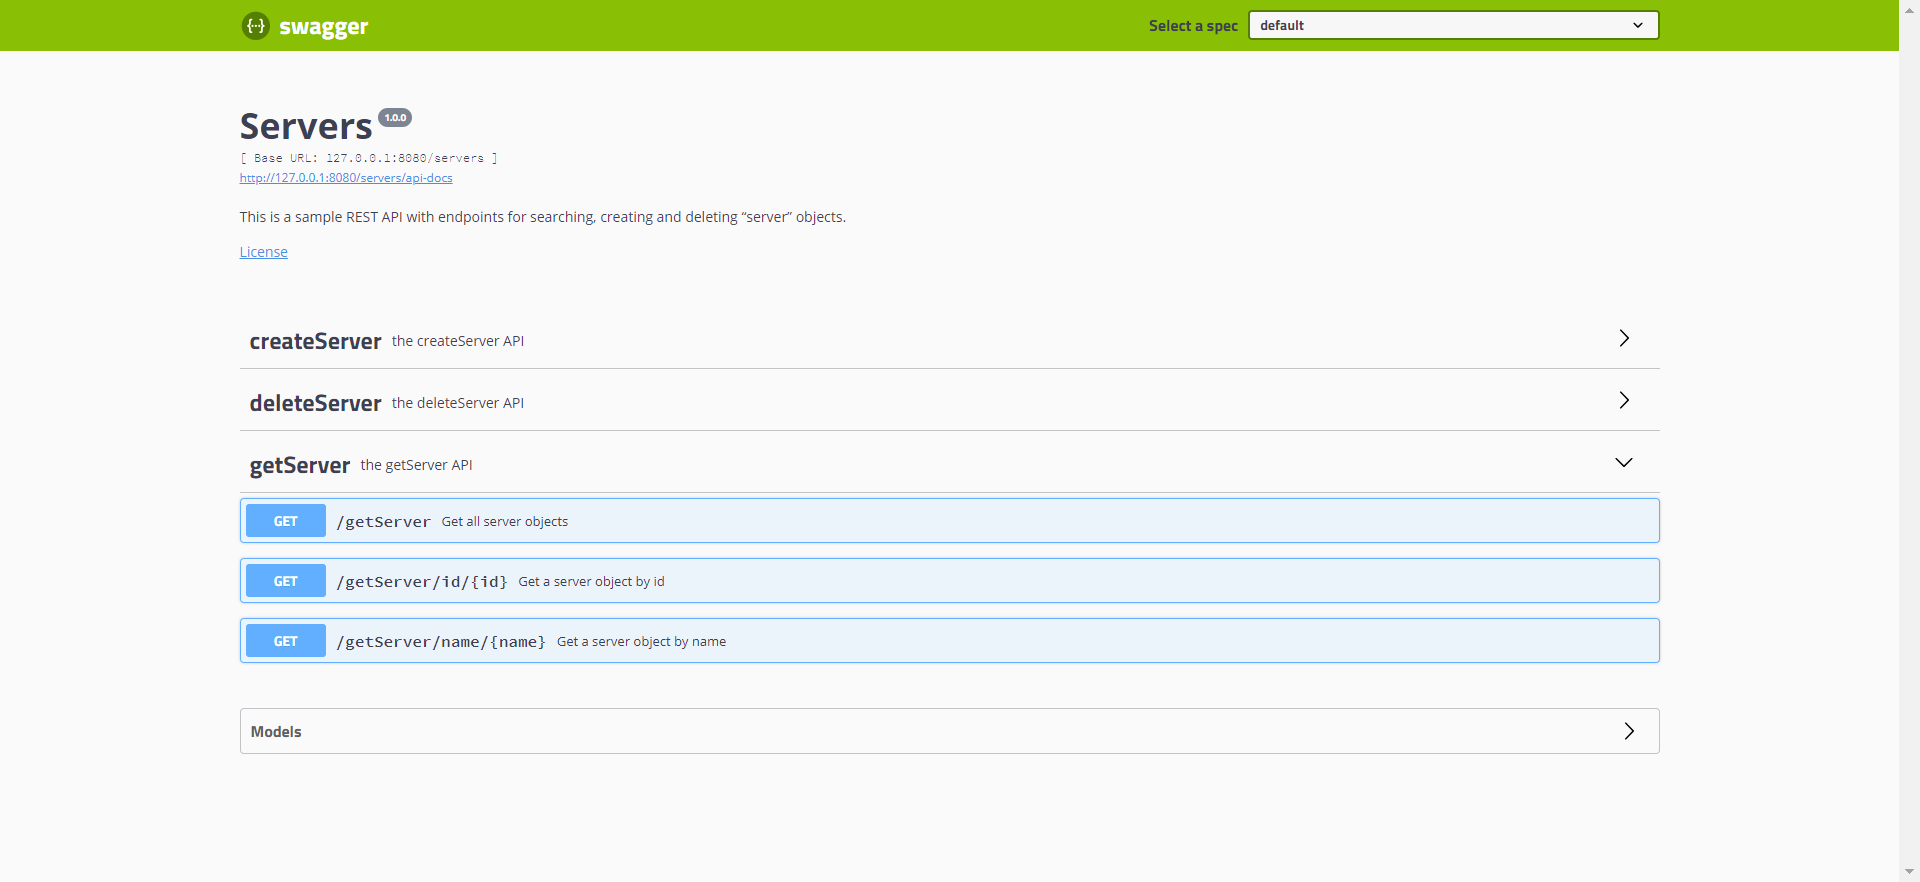 {···} swagger
Select a spec default
Servers 1.0.0
[ Base URL: 127.0.0.1:8080/servers ]
http://127.0.0.1:8080/servers/api-docs
This is a sample REST API with endpoints for searching, creating and deleting “server” objects.
License
createServer the createServer API
deleteServer the deleteServer API
getServer the getServer API
GET /getServer Get all server objects
GET /getServer/id/{id} Get a server object by id
GET /getServer/name/{name} Get a server object by name
Models